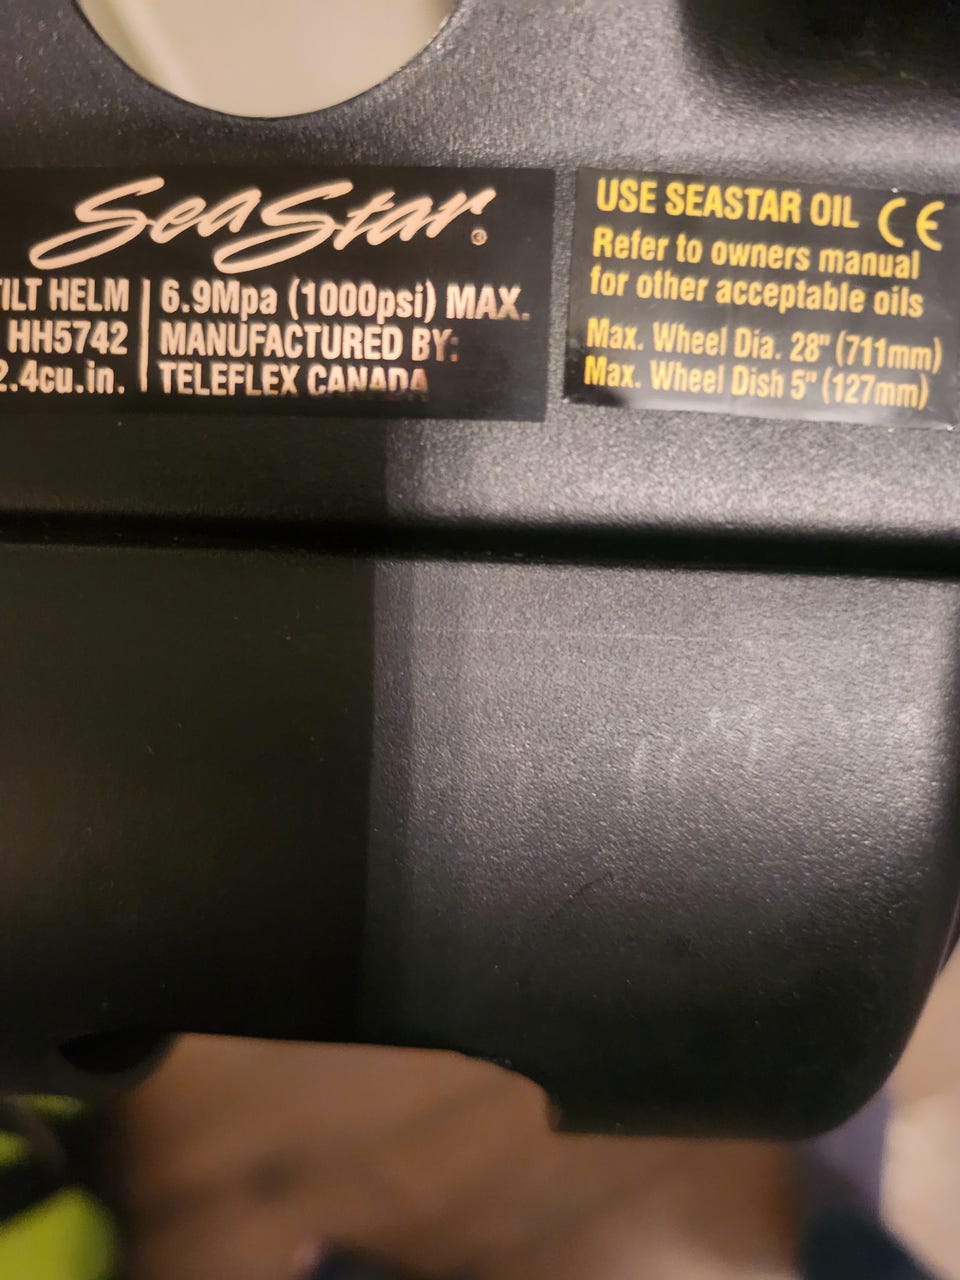 SeaStar®
TILT HELM
HH5742
2.4cu.in.
6.9Mpa (1000psi) MAX.
MANUFACTURED BY:
TELEFLEX CANADA
USE SEASTAR OIL CE
Refer to owners manual
for other acceptable oils
Max. Wheel Dia. 28" (711mm)
Max. Wheel Dish 5" (127mm)